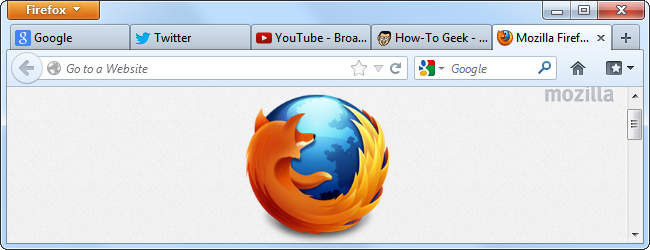 Firefox
Google Twitter YouTube - Broa... How-To Geek - ... Mozilla Firef...
Go to a Website Google
mozilla